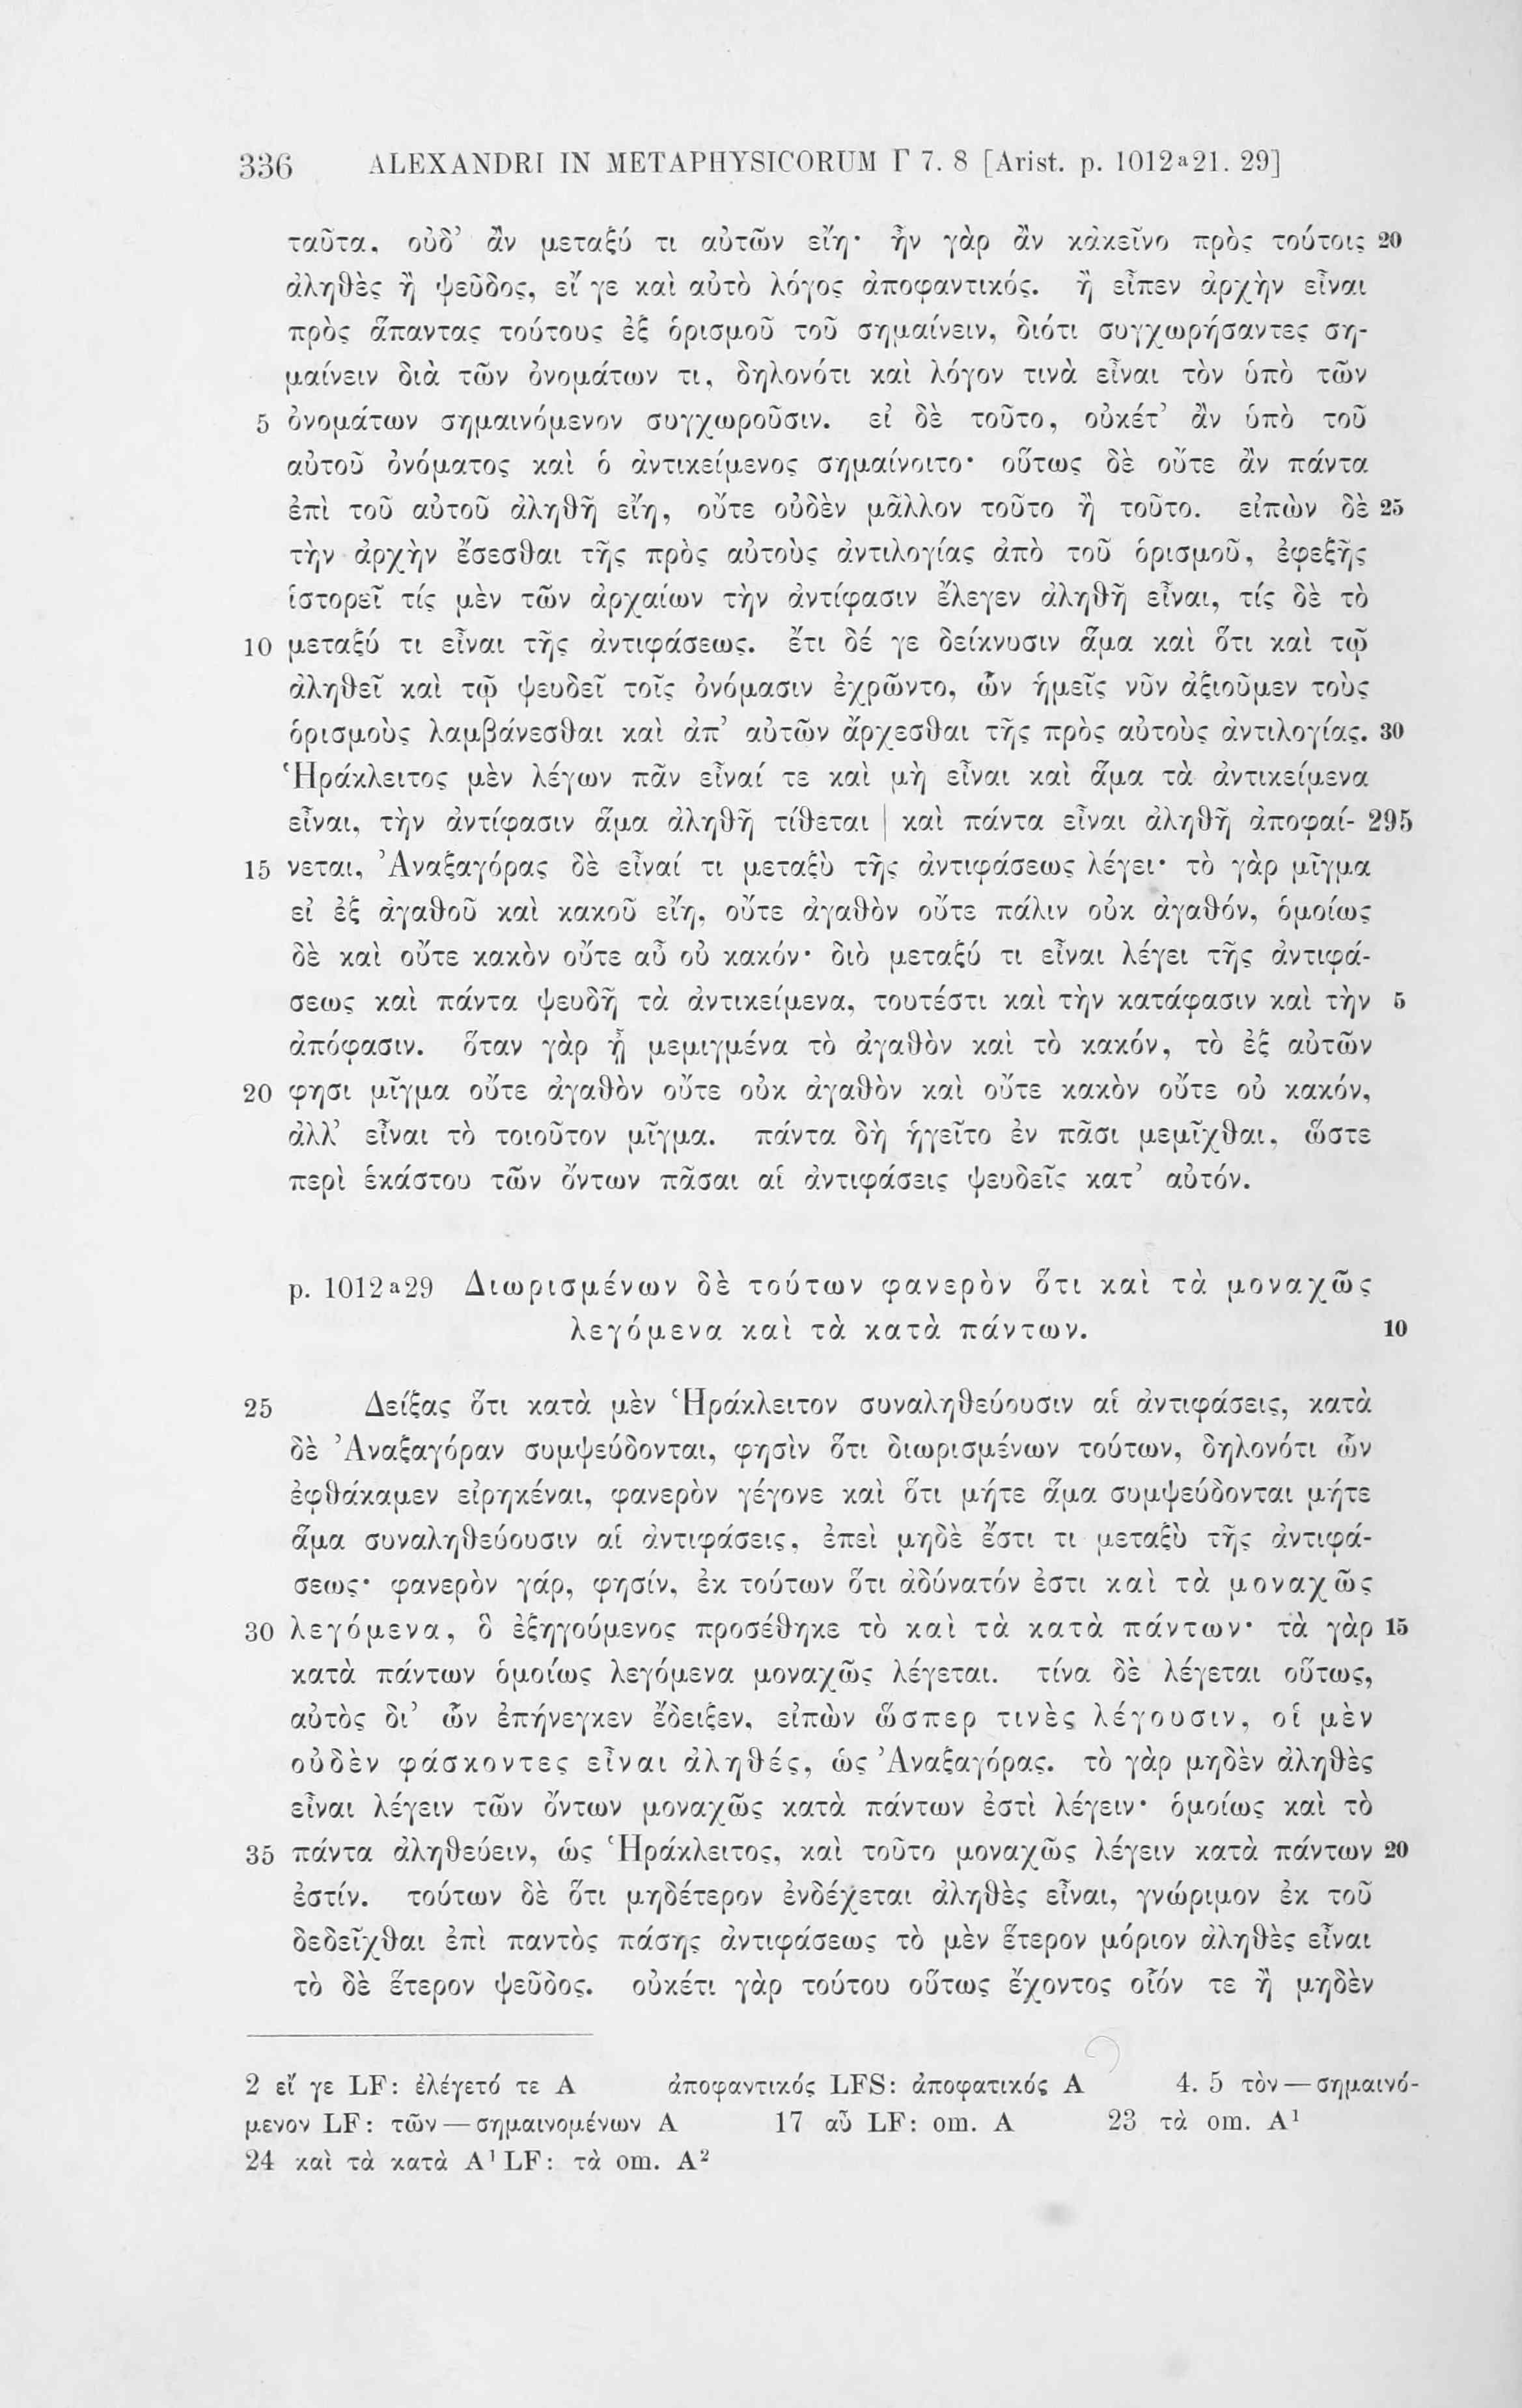 336 ALEXANDRI IN METAPHYSICORUM Γ 7. 8 [Arist. p. 1012a21. 29]
ταῦτα, οὐδ’ ἂν μεταξύ τι αὐτῶν εἴη· ἦν γὰρ ἂν κἀκεῖνο πρὸς τούτοις 20
ἀληθὲς ἢ ψεῦδος, εἴ γε καὶ αὐτὸ λόγος ἀποφαντικός. ἢ εἶπεν ἀρχὴν εἶναι
πρὸς ἅπαντας τούτους ἐξ ὁρισμοῦ τοῦ σημαίνειν, διότι συγχωρήσαντες ση-
μαίνειν διὰ τῶν ὀνομάτων τι, δηλονότι καὶ λόγον τινὰ εἶναι τὸν ὑπὸ τῶν
5 ὀνομάτων σημαινόμενον συγχωροῦσιν. εἰ δὲ τοῦτο, οὐκέτ’ ἂν ὑπὸ τοῦ
αὐτοῦ ὀνόματος καὶ ὁ ἀντικείμενος σημαίνοιτο· οὕτως δὲ οὔτε ἂν πάντα
ἐπὶ τοῦ αὐτοῦ ἀληθῆ εἴη, οὔτε οὐδὲν μᾶλλον τοῦτο ἢ τοῦτο. εἰπὼν δὲ 25
τὴν ἀρχὴν ἔσεσθαι τῆς πρὸς αὐτοὺς ἀντιλογίας ἀπὸ τοῦ ὁρισμοῦ, ἐφεξῆς
ἱστορεῖ τίς μὲν τῶν ἀρχαίων τὴν ἀντίφασιν ἔλεγεν ἀληθῆ εἶναι, τίς δὲ τὸ
10 μεταξύ τι εἶναι τῆς ἀντιφάσεως. ἔτι δέ γε δείκνυσιν ἅμα καὶ ὅτι καὶ τῷ
ἀληθεῖ καὶ τῷ ψευδεῖ τοῖς ὀνόμασιν ἐχρῶντο, ὧν ἡμεῖς νῦν ἀξιοῦμεν τοὺς
ὁρισμοὺς λαμβάνεσθαι καὶ ἀπ’ αὐτῶν ἄρχεσθαι τῆς πρὸς αὐτοὺς ἀντιλογίας. 30
Ἡράκλειτος μὲν λέγων πᾶν εἶναί τε καὶ μὴ εἶναι καὶ ἅμα τὰ ἀντικείμενα
εἶναι, τὴν ἀντίφασιν ἅμα ἀληθῆ τίθεται | καὶ πάντα εἶναι ἀληθῆ ἀποφαί- 295
15 νεται, Ἀναξαγόρας δὲ εἶναί τι μεταξὺ τῆς ἀντιφάσεως λέγει· τὸ γὰρ μῖγμα
εἰ ἐξ ἀγαθοῦ καὶ κακοῦ εἴη, οὔτε ἀγαθὸν οὔτε πάλιν οὐκ ἀγαθόν, ὁμοίως
δὲ καὶ οὔτε κακὸν οὔτε αὖ οὐ κακόν· διὸ μεταξύ τι εἶναι λέγει τῆς ἀντιφά-
σεως καὶ πάντα ψευδῆ τὰ ἀντικείμενα, τουτέστι καὶ τὴν κατάφασιν καὶ τὴν 5
ἀπόφασιν. ὅταν γὰρ ᾖ μεμιγμένα τὸ ἀγαθὸν καὶ τὸ κακόν, τὸ ἐξ αὐτῶν
20 φησι μῖγμα οὔτε ἀγαθὸν οὔτε οὐκ ἀγαθὸν καὶ οὔτε κακὸν οὔτε οὐ κακόν,
ἀλλ’ εἶναι τὸ τοιοῦτον μῖγμα. πάντα δὴ ἡγεῖτο ἐν πᾶσι μεμῖχθαι, ὥστε
περὶ ἑκάστου τῶν ὄντων πᾶσαι αἱ ἀντιφάσεις ψευδεῖς κατ’ αὐτόν.
p. 1012a29 Διωρισμένων δὲ τούτων φανερὸν ὅτι καὶ τὰ μοναχῶς
λεγόμενα καὶ τὰ κατὰ πάντων. 10
25 Δείξας ὅτι κατὰ μὲν Ἡράκλειτον συναληθεύουσιν αἱ ἀντιφάσεις, κατὰ
δὲ Ἀναξαγόραν συμψεύδονται, φησὶν ὅτι διωρισμένων τούτων, δηλονότι ὧν
ἐφθάκαμεν εἰρηκέναι, φανερὸν γέγονε καὶ ὅτι μήτε ἅμα συμψεύδονται μήτε
ἅμα συναληθεύουσιν αἱ ἀντιφάσεις, ἐπεὶ μηδὲ ἔστι τι μεταξὺ τῆς ἀντιφά-
σεως· φανερὸν γάρ, φησίν, ἐκ τούτων ὅτι ἀδύνατόν ἐστι καὶ τὰ μοναχῶς
30 λεγόμενα, ὃ ἐξηγούμενος προσέθηκε τὸ καὶ τὰ κατὰ πάντων· τὰ γὰρ 15
κατὰ πάντων ὁμοίως λεγόμενα μοναχῶς λέγεται. τίνα δὲ λέγεται οὕτως,
αὐτὸς δι’ ὧν ἐπήνεγκεν ἔδειξεν, εἰπὼν ὥσπερ τινὲς λέγουσιν, οἱ μὲν
οὐδὲν φάσκοντες εἶναι ἀληθές, ὡς Ἀναξαγόρας. τὸ γὰρ μηδὲν ἀληθὲς
εἶναι λέγειν τῶν ὄντων μοναχῶς κατὰ πάντων ἐστὶ λέγειν· ὁμοίως καὶ τὸ
35 πάντα ἀληθεύειν, ὡς Ἡράκλειτος, καὶ τοῦτο μοναχῶς λέγειν κατὰ πάντων 20
ἐστίν. τούτων δὲ ὅτι μηδέτερον ἐνδέχεται ἀληθὲς εἶναι, γνώριμον ἐκ τοῦ
δεδεῖχθαι ἐπὶ παντὸς πάσης ἀντιφάσεως τὸ μὲν ἕτερον μόριον ἀληθὲς εἶναι
τὸ δὲ ἕτερον ψεῦδος. οὐκέτι γὰρ τούτου οὕτως ἔχοντος οἷόν τε ἢ μηδὲν
2 εἴ γε LF: ἐλέγετό τε A ἀποφαντικός LFS: ἀποφατικός A 4. 5 τὸν — σημαινό-
μενον LF: τῶν — σημαινομένων A 17 αὖ LF: om. A 23 τὰ om. A1
24 καὶ τὰ κατὰ A1 LF: τὰ om. A2